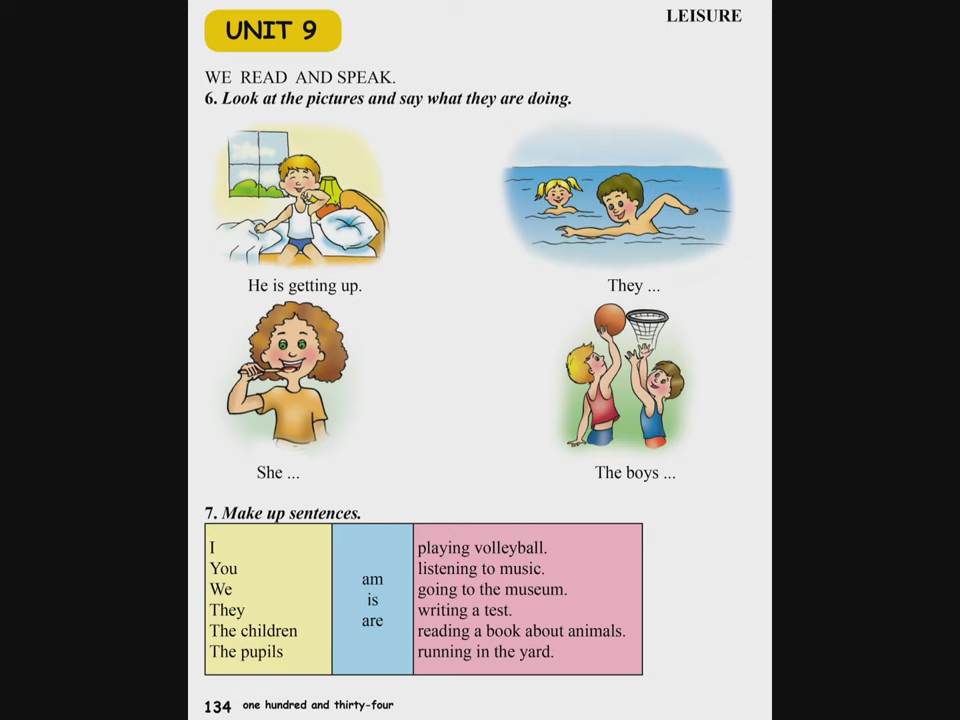 LEISURE
UNIT 9
WE READ AND SPEAK.
6. Look at the pictures and say what they are doing.
He is getting up.
They ...
She ...
The boys ...
7. Make up sentences.
I
You
We
They
The children
The pupils
am
is
are
playing volleyball.
listening to music.
going to the museum.
writing a test.
reading a book about animals.
running in the yard.
134 one hundred and thirty-four